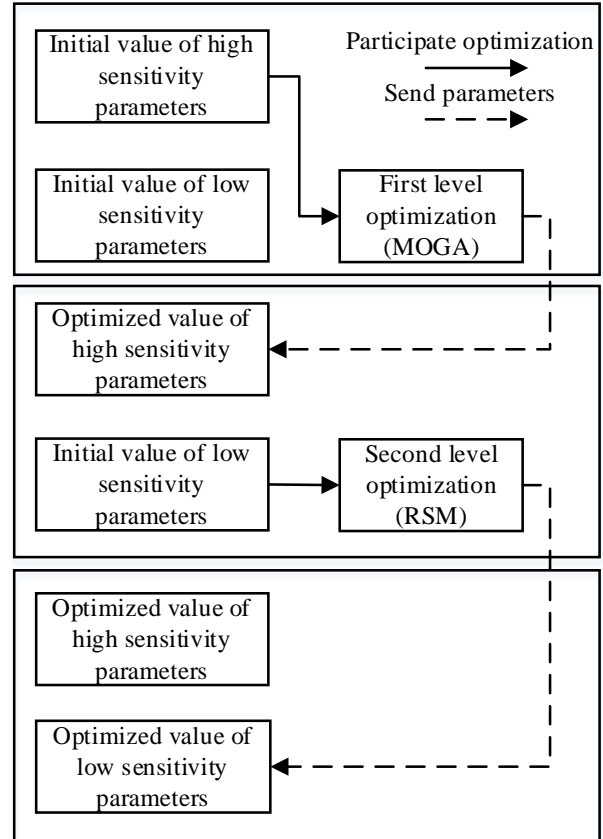 Initial value of high
sensitivity
parameters
Participate optimization
Send parameters
Initial value of low
sensitivity
parameters
First level
optimization
(MOGA)
Optimized value of
high sensitivity
parameters
Initial value of low
sensitivity
parameters
Second level
optimization
(RSM)
Optimized value of
high sensitivity
parameters
Optimized value of
low sensitivity
parameters